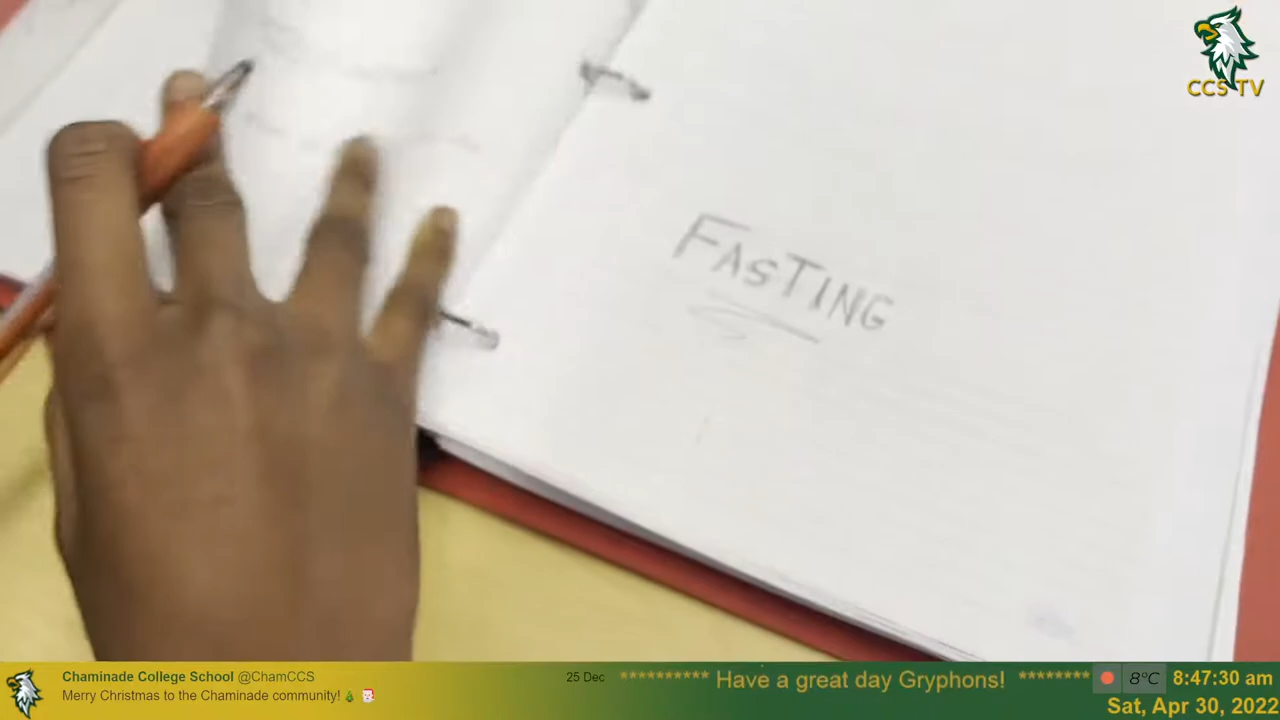 CCS TV
FASTING
Chaminade College School @ChamCCS
25 Dec
Merry Christmas to the Chaminade community!🎄🎅
********** Have a great day Gryphons! ********
8°C
8:47:30 am
Sat, Apr 30, 2022